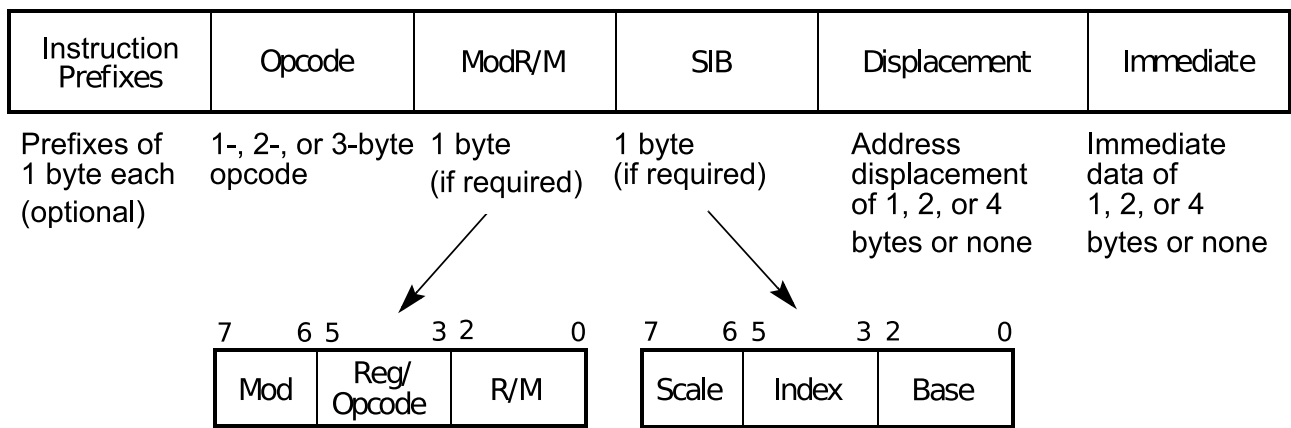 Instruction
Prefixes
Opcode
ModR/M
SIB
Displacement
Immediate
Prefixes of
1 byte each
(optional)
1-, 2-, or 3-byte
opcode
1 byte
(if required)
1 byte
(if required)
Address
displacement
of 1, 2, or 4
bytes or none
Immediate
data of
1, 2, or 4
bytes or none
7 6 5 3 2 0
Mod
Reg/
Opcode
R/M
7 6 5 3 2 0
Scale
Index
Base